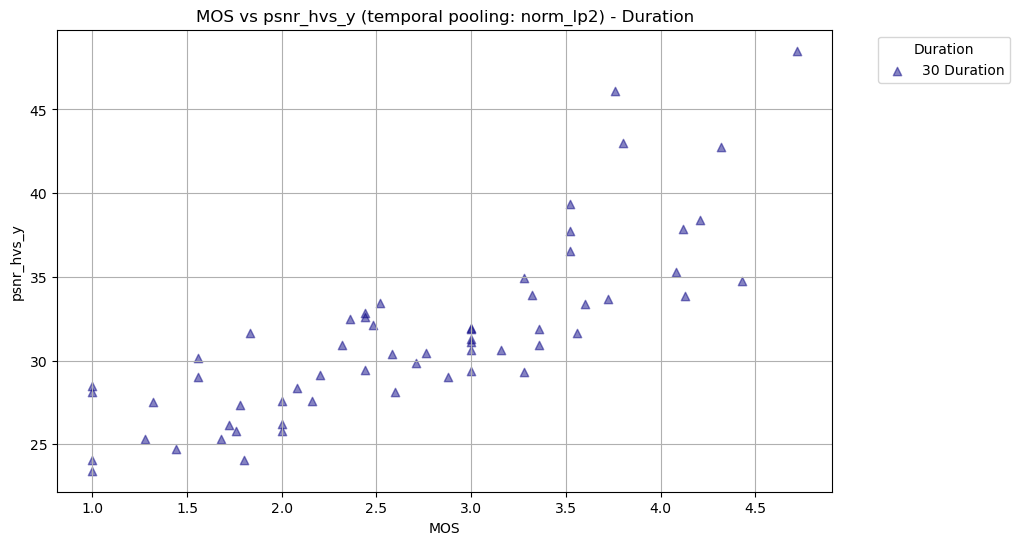 MOS vs psnr_hvs_y (temporal pooling: norm_lp2) - Duration
Duration
30 Duration
psnr_hvs_y
45
40
35
30
25
1.0 1.5 2.0 2.5 3.0 3.5 4.0 4.5
MOS